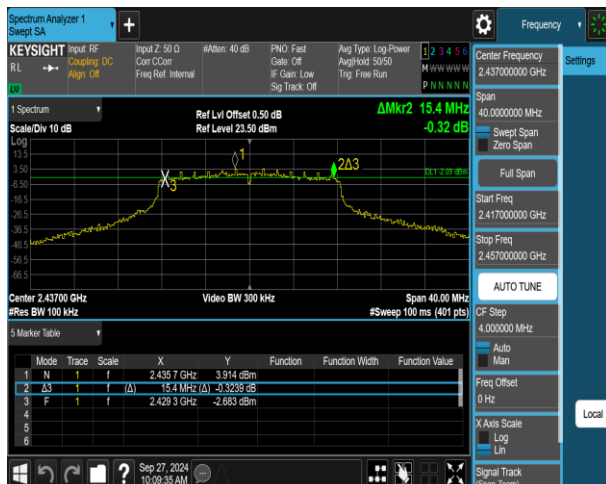 Spectrum Analyzer 1
Swept SA
Frequency
KEYSIGHT
RL
Input: RF
Coupling: DC
Align: Off
Input Z: 50 Ω
Corr CCorr
Freq Ref: Internal
#Atten: 40 dB
PNO: Fast
Gate: Off
IF Gain: Low
Sig Track: Off
Avg Type: Log-Power
Avg|Hold: 50/50
Trig: Free Run
1 2 3 4 5 6
M W W W W W
P N N N N N
Settings
Center Frequency
2.437000000 GHz
Span
40.0000000 MHz
Swept Span
Zero Span
Full Span
Start Freq
2.417000000 GHz
Stop Freq
2.457000000 GHz
AUTO TUNE
CF Step
4.000000 MHz
Auto
Man
Freq Offset
0 Hz
X Axis Scale
Log
Lin
Signal Track
(Span Zoom)
Local
1 Spectrum
Scale/Div 10 dB
Ref Lvl Offset 0.50 dB
Ref Level 23.50 dBm
ΔMkr2 15.4 MHz
-0.32 dB
Log
13.5
3.50
-6.50
-16.5
-26.5
-36.5
-46.5
-56.5
-66.5
1
2Δ3
3
DL1 -2.09 dBm
Center 2.43700 GHz
#Res BW 100 kHz
Video BW 300 kHz
Span 40.00 MHz
#Sweep 100 ms (401 pts)
5 Marker Table
Mode Trace Scale X Y Function Function Width Function Value
1 N 1 f 2.435 7 GHz 3.914 dBm
2 Δ3 1 f (Δ) 15.4 MHz (Δ) -0.3239 dB
3 F 1 f 2.429 3 GHz -2.683 dBm
4
5
6
Sep 27, 2024
10:09:35 AM